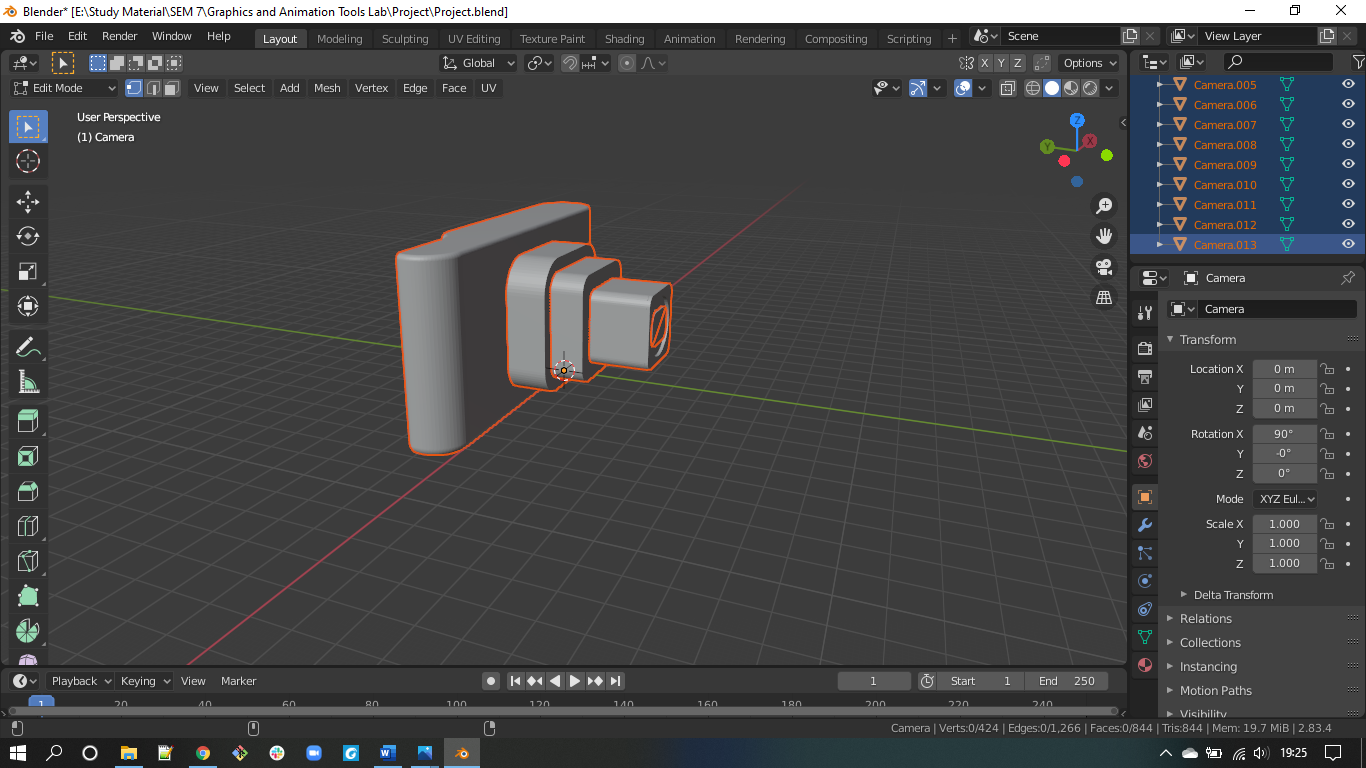 Blender* [E:\Study Material\SEM 7\Graphics and Animation Tools Lab\Project\Project.blend]
File Edit Render Window Help Layout Modeling Sculpting UV Editing Texture Paint Shading Animation Rendering Compositing Scripting + Scene View Layer
Global X Y Z Options
Edit Mode View Select Add Mesh Vertex Edge Face UV
User Perspective
(1) Camera
Z
Y
X
Camera.005
Camera.006
Camera.007
Camera.008
Camera.009
Camera.010
Camera.011
Camera.012
Camera.013
Camera
Camera
Transform
Location X 0 m
Y 0 m
Z 0 m
Rotation X 90°
Y -0°
Z 0°
Mode XYZ Eul...
Scale X 1.000
Y 1.000
Z 1.000
Delta Transform
Relations
Collections
Instancing
Motion Paths
Visibility
Playback Keying View Marker 1 Start 1 End 250
1 20 40 60 80 100 120 140 160 180 200 220 240
Camera | Verts:0/424 | Edges:0/1,266 | Faces:0/844 | Tris:844 | Mem: 19.7 MiB | 2.83.4
19:25